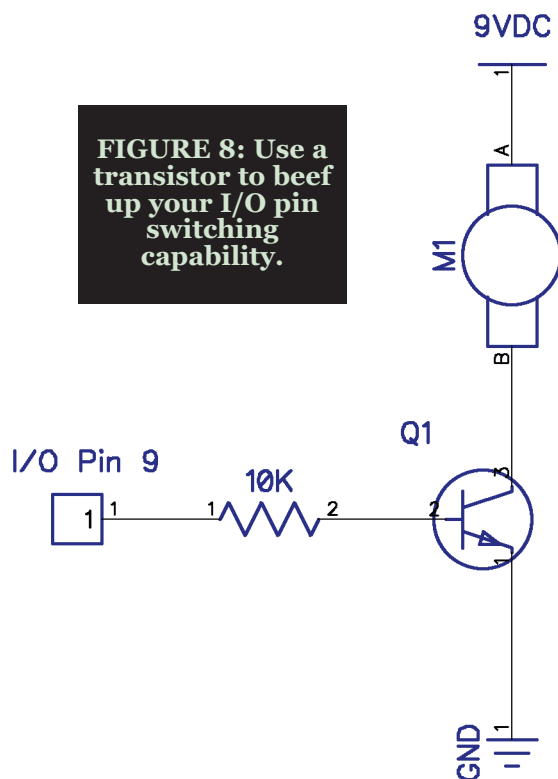 9VDC
1
FIGURE 8: Use a
transistor to beef
up your I/O pin
switching
capability.
A
M1
B
Q1
I/O Pin 9
10K
1
1
1
2
2
3
1
1
GND